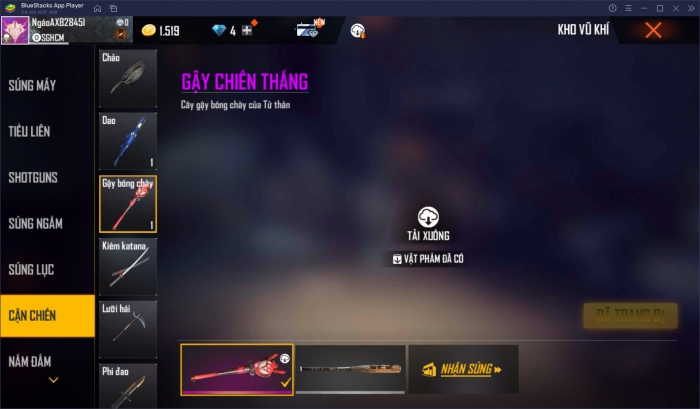 BlueStacks App Player
NgáoAXB28451
0
SGHCM
1.519
4
NEW
KHO VŨ KHÍ
SÚNG MÁY
TIỂU LIÊN
SHOTGUNS
SÚNG NGẮM
SÚNG LỤC
CẬN CHIẾN
NẮM ĐẤM
Chảo
Dao
1
Gậy bóng chày
1
Kiếm katana
Lưỡi hái
Phi dao
GẬY CHIẾN THẮNG
Cây gậy bóng chày của Tử thần
TẢI XUỐNG
VẬT PHẨM ĐÃ CÓ
ĐÃ TRANG BỊ
NHẬN SÚNG